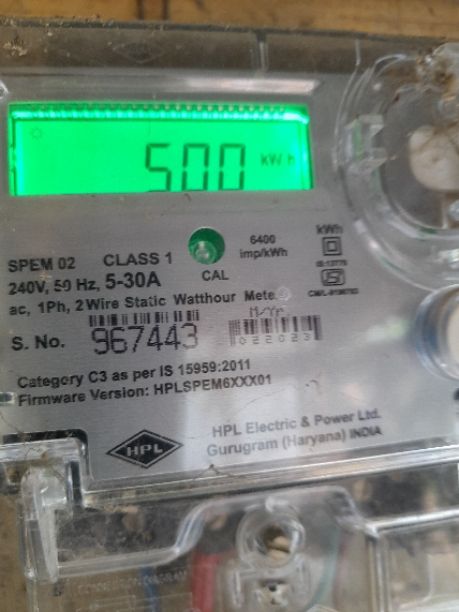 500 kWh
6400
imp/kWh
kWh
SPEM 02 CLASS 1
CAL
240V, 50 Hz, 5-30A
ac, 1Ph, 2 Wire Static Watthour Meter
M/Yr.
S. No. 967443
022023
Category C3 as per IS 15959:2011
Firmware Version: HPLSPEM6XXX01
HPL
HPL Electric & Power Ltd.
Gurugram (Haryana) INDIA